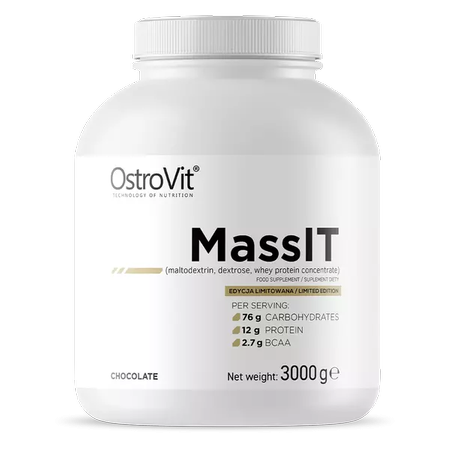 OstroVit®
TECHNOLOGY OF NUTRITION
MassIT
(maltodextrin, dextrose, whey protein concentrate)
FOOD SUPPLEMENT / SUPLEMENT DIETY
EDYCJA LIMITOWANA / LIMITED EDITION
PER SERVING:
76 g CARBOHYDRATES
12 g PROTEIN
2.7 g BCAA
CHOCOLATE
Net weight: 3000 g ℮